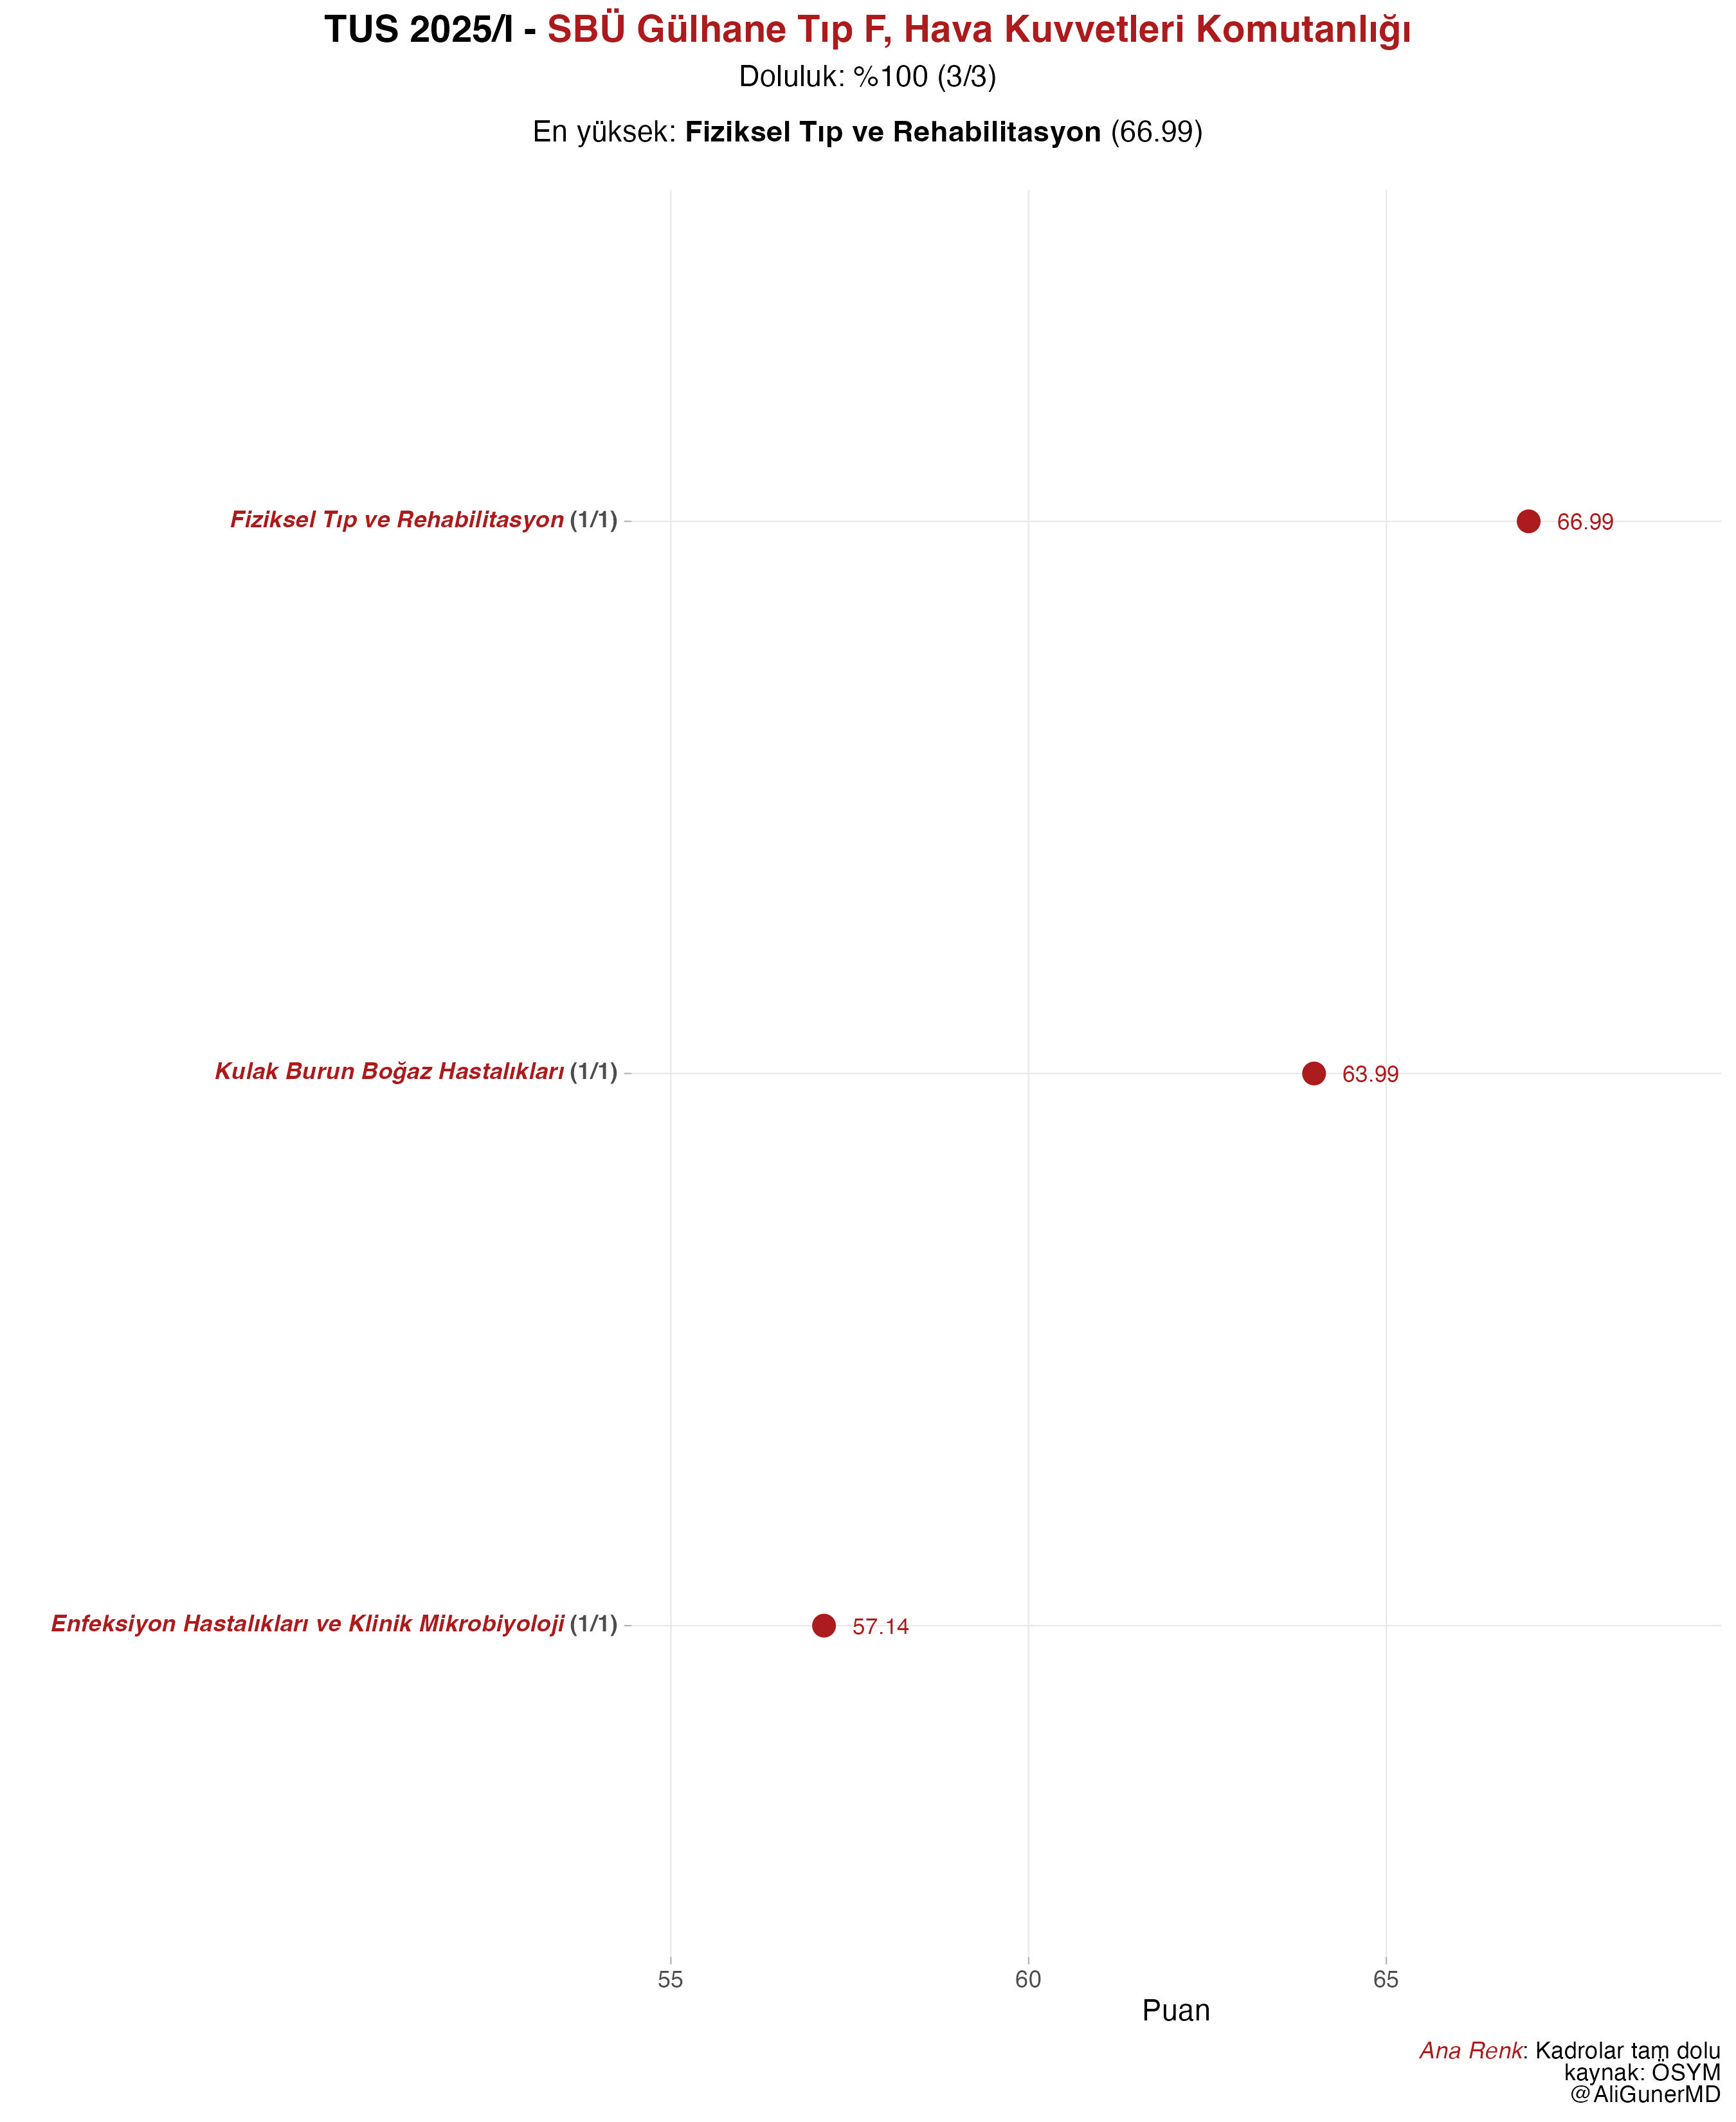 TUS 2025/I - SBÜ Gülhane Tıp F, Hava Kuvvetleri Komutanlığı
Doluluk: %100 (3/3)
En yüksek: Fiziksel Tıp ve Rehabilitasyon (66.99)
Fiziksel Tıp ve Rehabilitasyon (1/1) 66.99
Kulak Burun Boğaz Hastalıkları (1/1) 63.99
Enfeksiyon Hastalıkları ve Klinik Mikrobiyoloji (1/1) 57.14
55 60 65
Puan
Ana Renk: Kadrolar tam dolu
kaynak: ÖSYM
@AliGunerMD